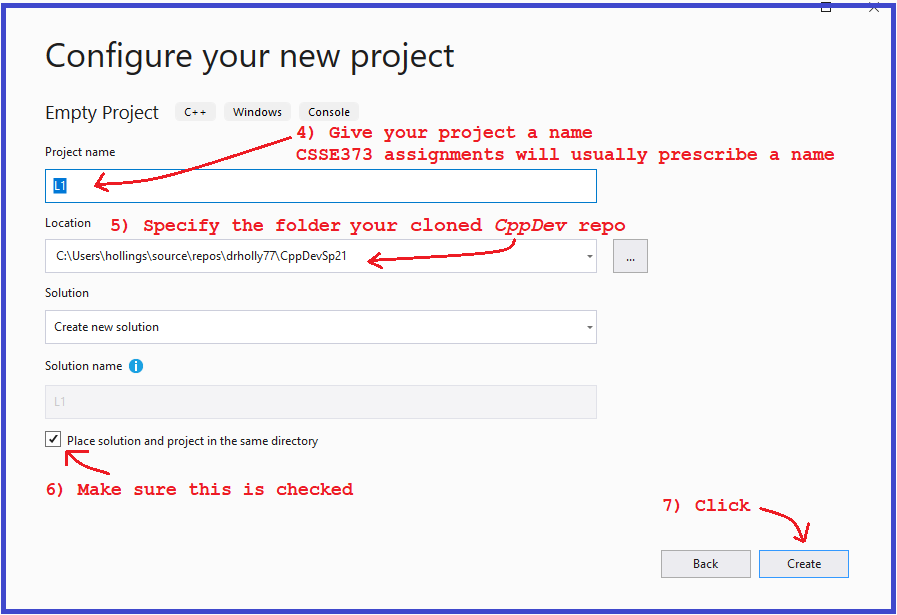 Configure your new project
Empty Project C++ Windows Console
4) Give your project a name
CSSE373 assignments will usually prescribe a name
Project name
L1
Location
5) Specify the folder your cloned CppDev repo
C:\Users\hollings\source\repos\drholly77\CppDevSp21
...
Solution
Create new solution
Solution name i
L1
Place solution and project in the same directory
6) Make sure this is checked
7) Click
Back Create